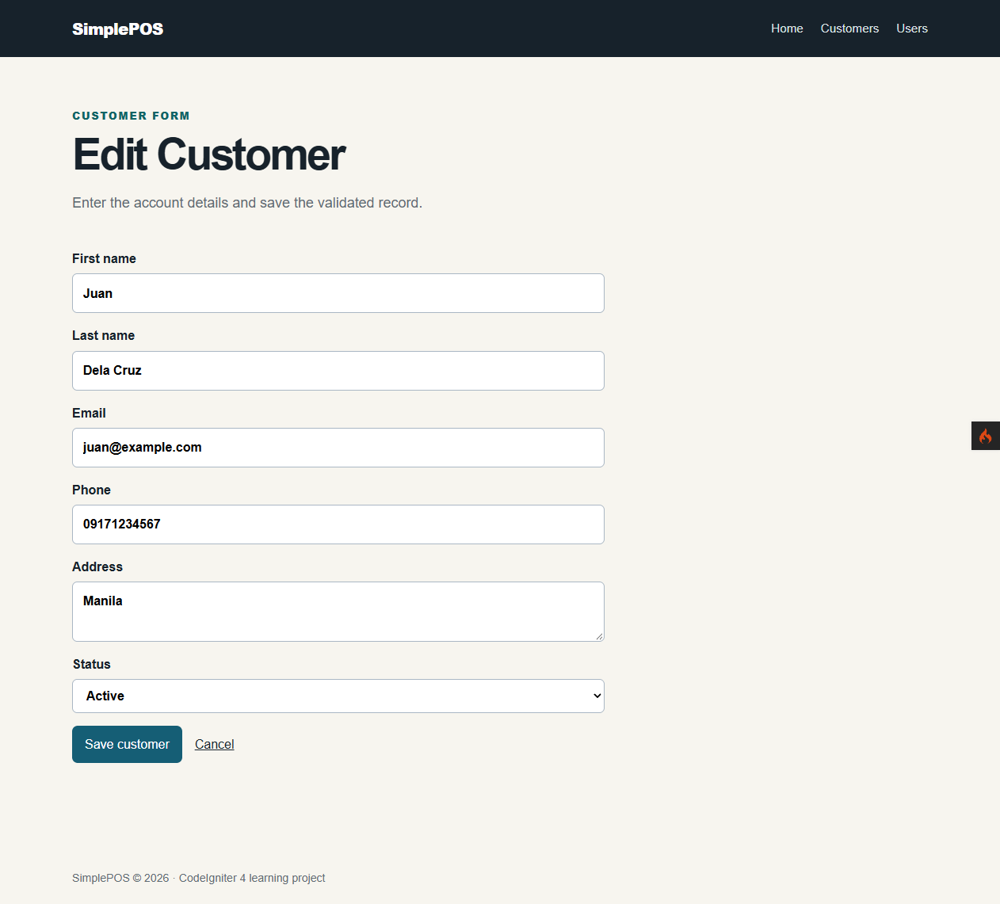 SimplePOS
Home Customers Users
CUSTOMER FORM
Edit Customer
Enter the account details and save the validated record.
First name
Juan
Last name
Dela Cruz
Email
juan@example.com
Phone
09171234567
Address
Manila
Status
Active
Save customer Cancel
SimplePOS © 2026 · CodeIgniter 4 learning project